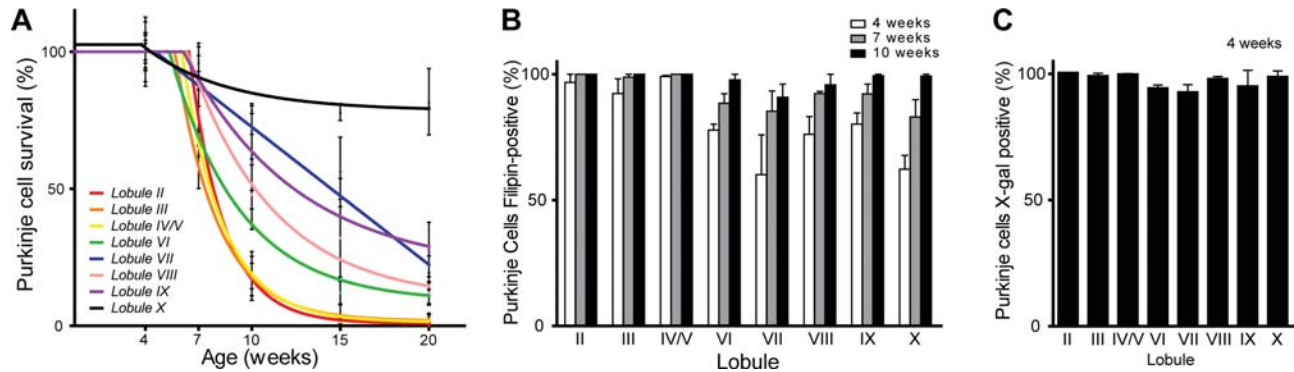 A
Purkinje cell survival (%)
100
50
0
Lobule II
Lobule III
Lobule IV/V
Lobule VI
Lobule VII
Lobule VIII
Lobule IX
Lobule X
4 7 10 15 20
Age (weeks)
B
Purkinje Cells Filipin-positive (%)
4 weeks
7 weeks
10 weeks
100
50
0
II III IV/V VI VII VIII IX X
Lobule
C
4 weeks
Purkinje cells X-gal positive (%)
100
50
0
II III IV/V VI VII VIII IX X
Lobule